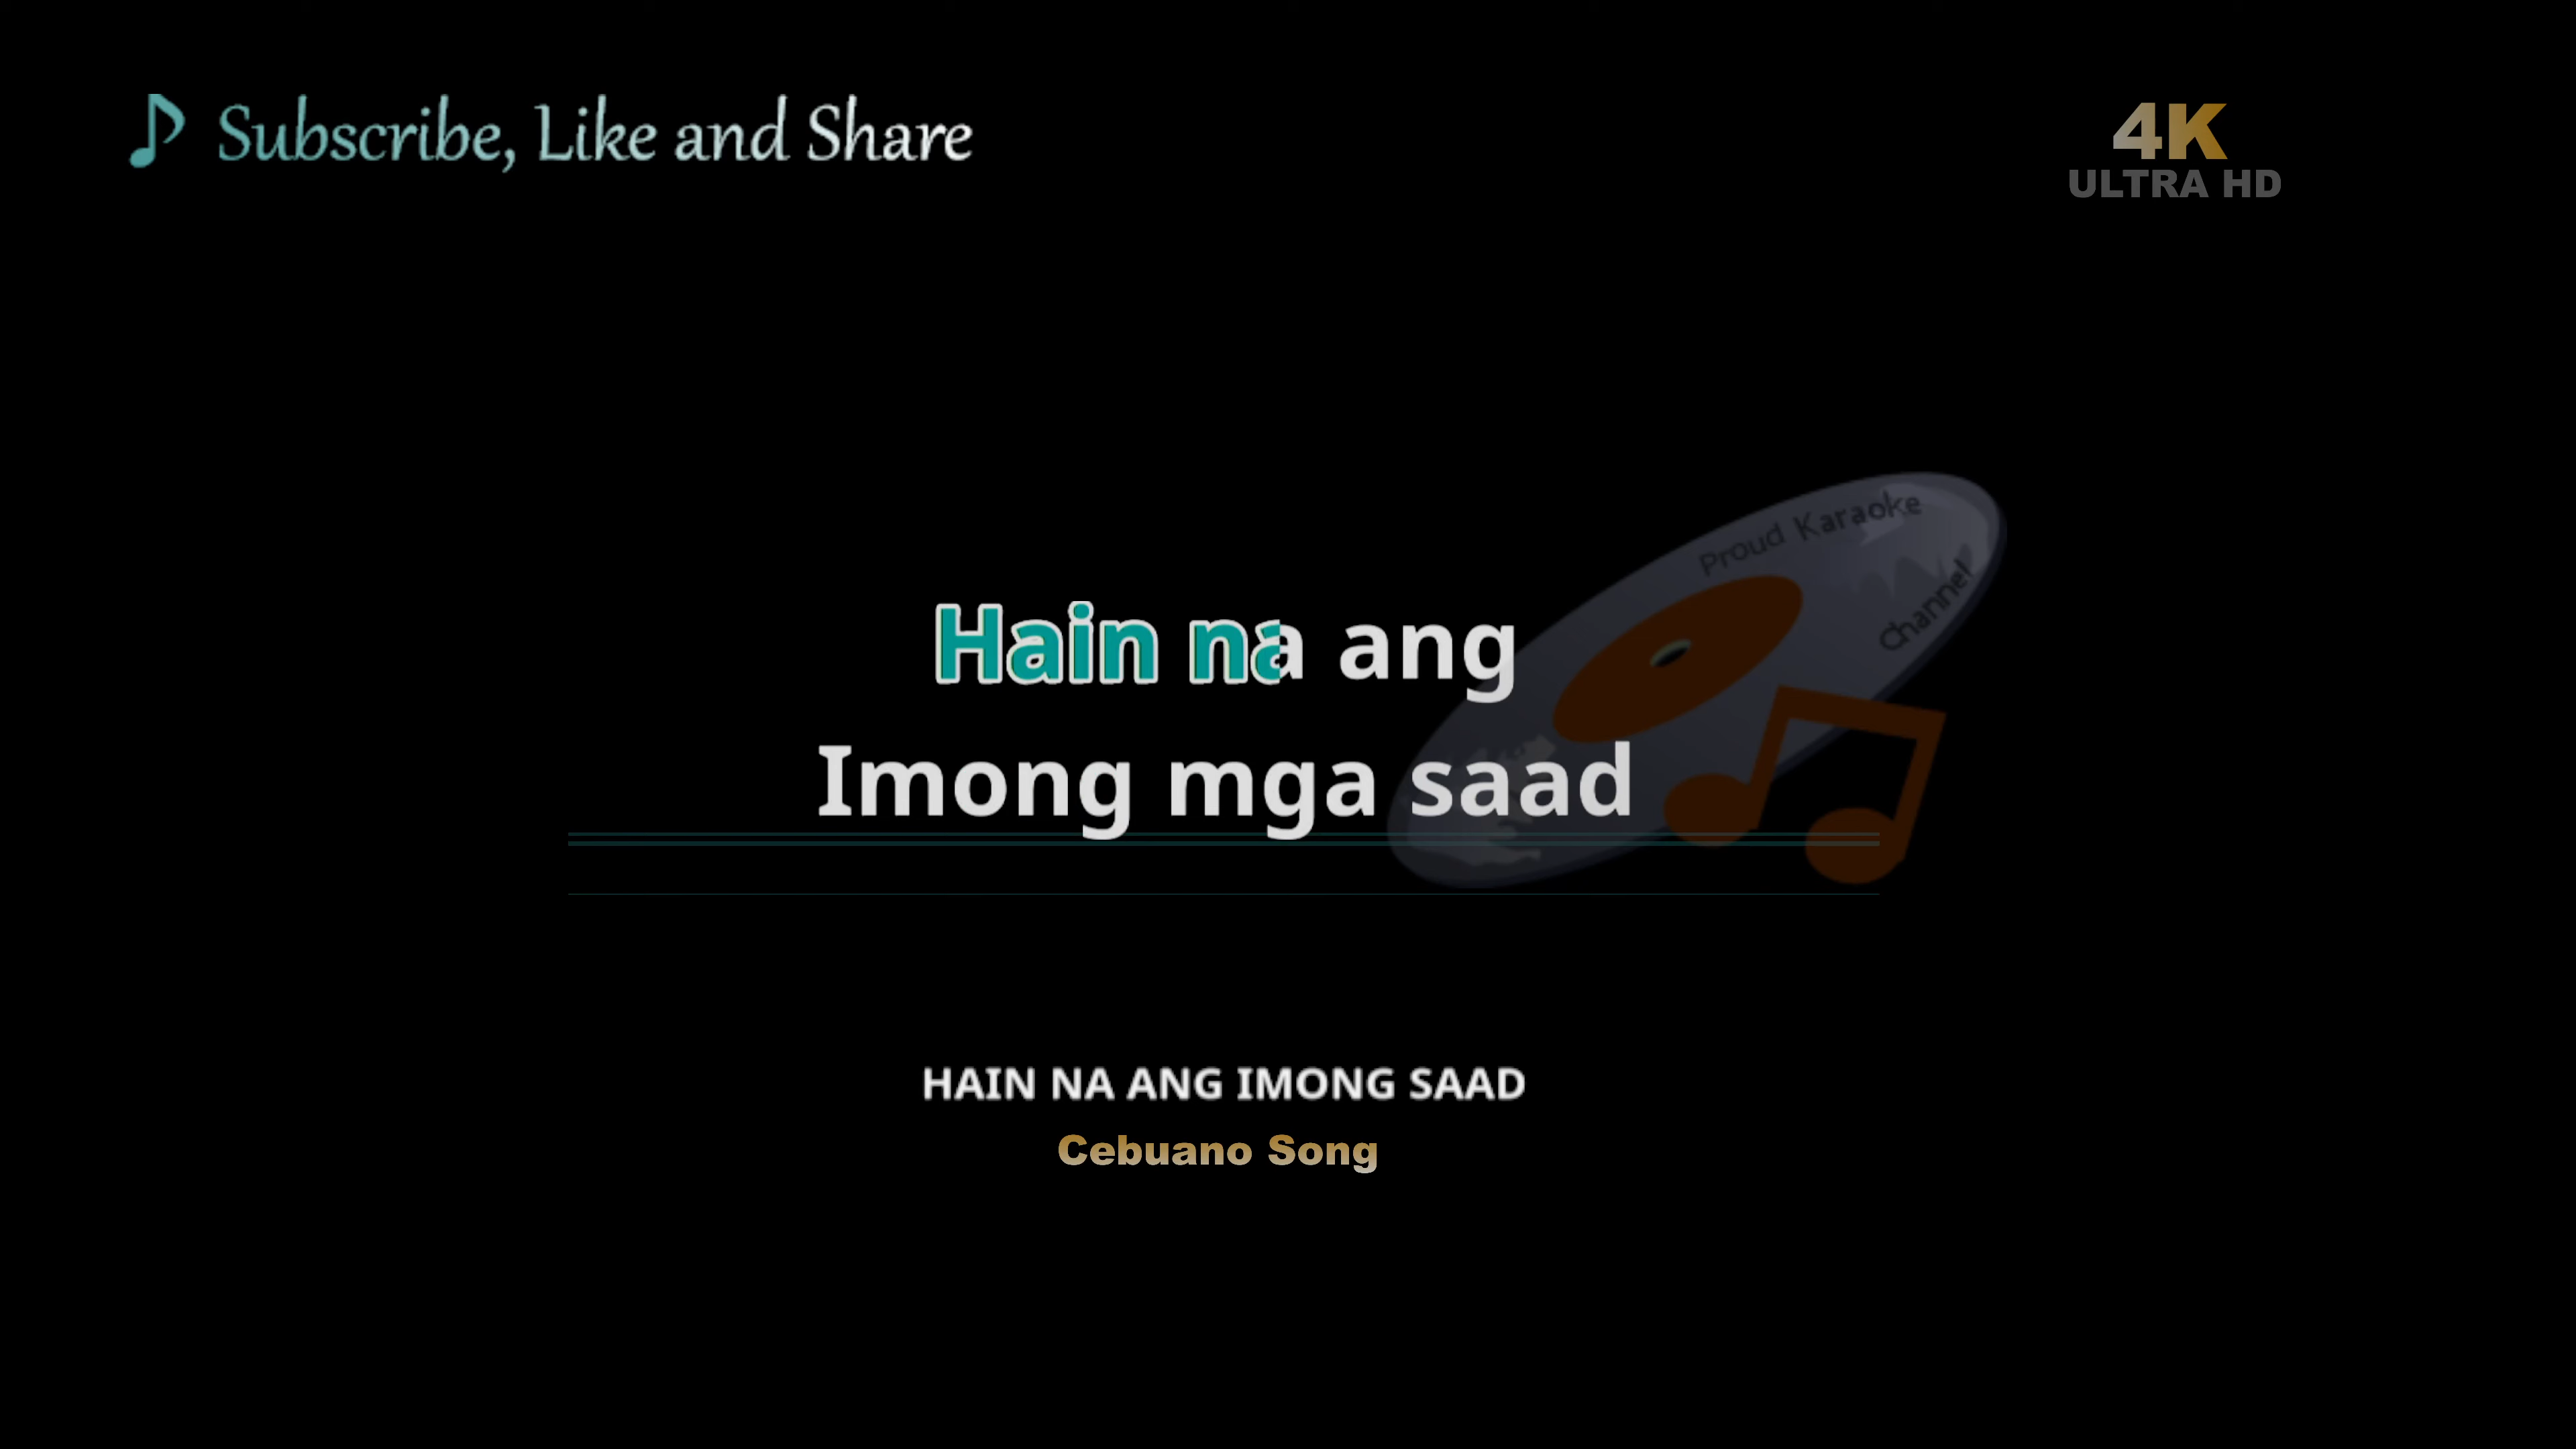 Subscribe, Like and Share
4K
ULTRA HD
Proud Karaoke
Channel
Hain na ang
Imong mga saad
HAIN NA ANG IMONG SAAD
Cebuano Song